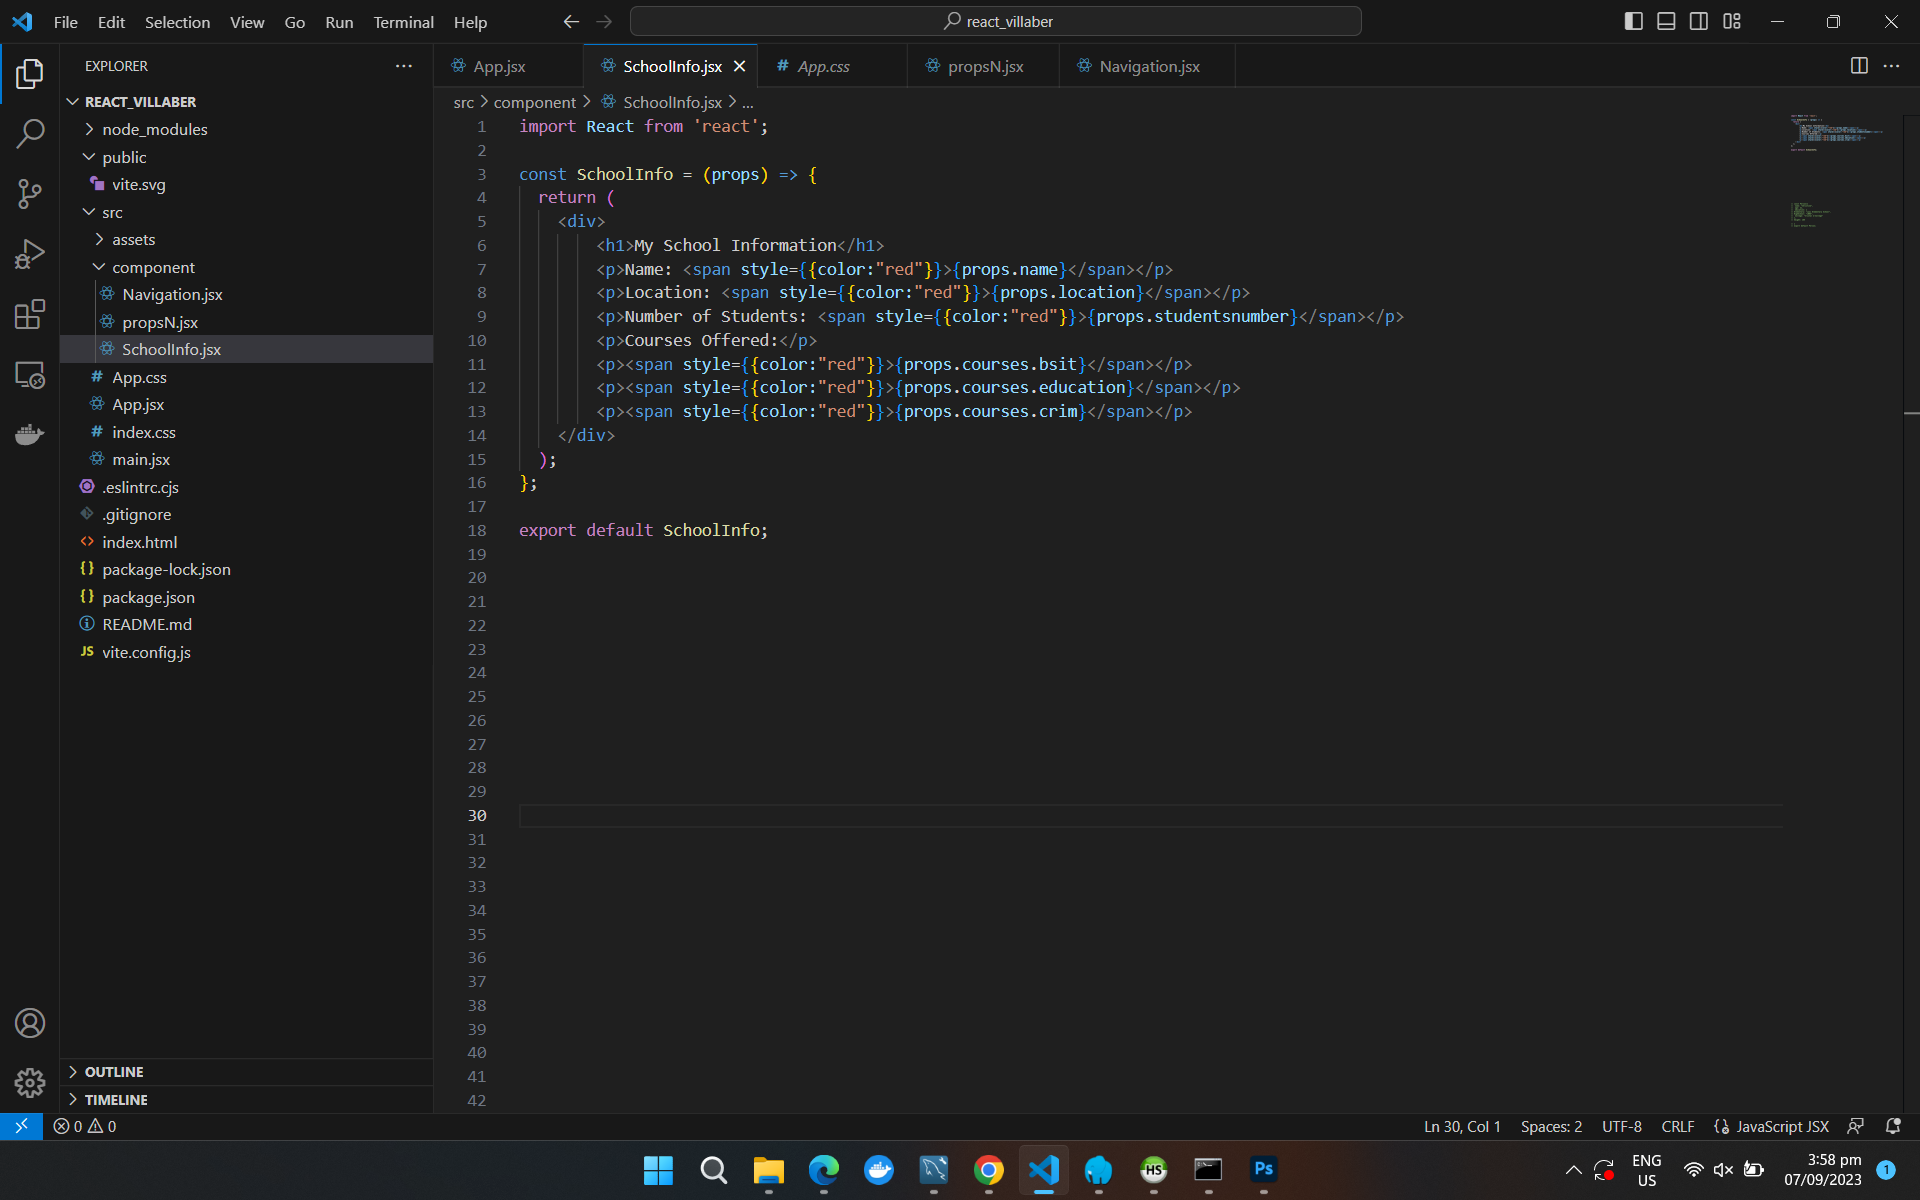 File Edit Selection View Go Run Terminal Help react_villaber
EXPLORER
REACT_VILLABER
node_modules
public
vite.svg
src
assets
component
Navigation.jsx
propsN.jsx
SchoolInfo.jsx
App.css
App.jsx
index.css
main.jsx
.eslintrc.cjs
.gitignore
index.html
package-lock.json
package.json
README.md
JS vite.config.js
OUTLINE
TIMELINE
App.jsx SchoolInfo.jsx # App.css propsN.jsx Navigation.jsx
src > component > SchoolInfo.jsx > ...
1 import React from 'react';
2
3 const SchoolInfo = (props) => {
4 return (
5 <div>
6 <h1>My School Information</h1>
7 <p>Name: <span style={{color:"red"}}>{props.name}</span></p>
8 <p>Location: <span style={{color:"red"}}>{props.location}</span></p>
9 <p>Number of Students: <span style={{color:"red"}}>{props.studentsnumber}</span></p>
10 <p>Courses Offered:</p>
11 <p><span style={{color:"red"}}>{props.courses.bsit}</span></p>
12 <p><span style={{color:"red"}}>{props.courses.education}</span></p>
13 <p><span style={{color:"red"}}>{props.courses.crim}</span></p>
14 </div>
15 );
16 };
17
18 export default SchoolInfo;
19
20
21
22
23
24
25
26
27
28
29
30
31
32
33
34
35
36
37
38
39
40
41
42
0 0 Ln 30, Col 1 Spaces: 2 UTF-8 CRLF JavaScript JSX
HS Ps
ENG
US
3:58 pm
07/09/2023
1